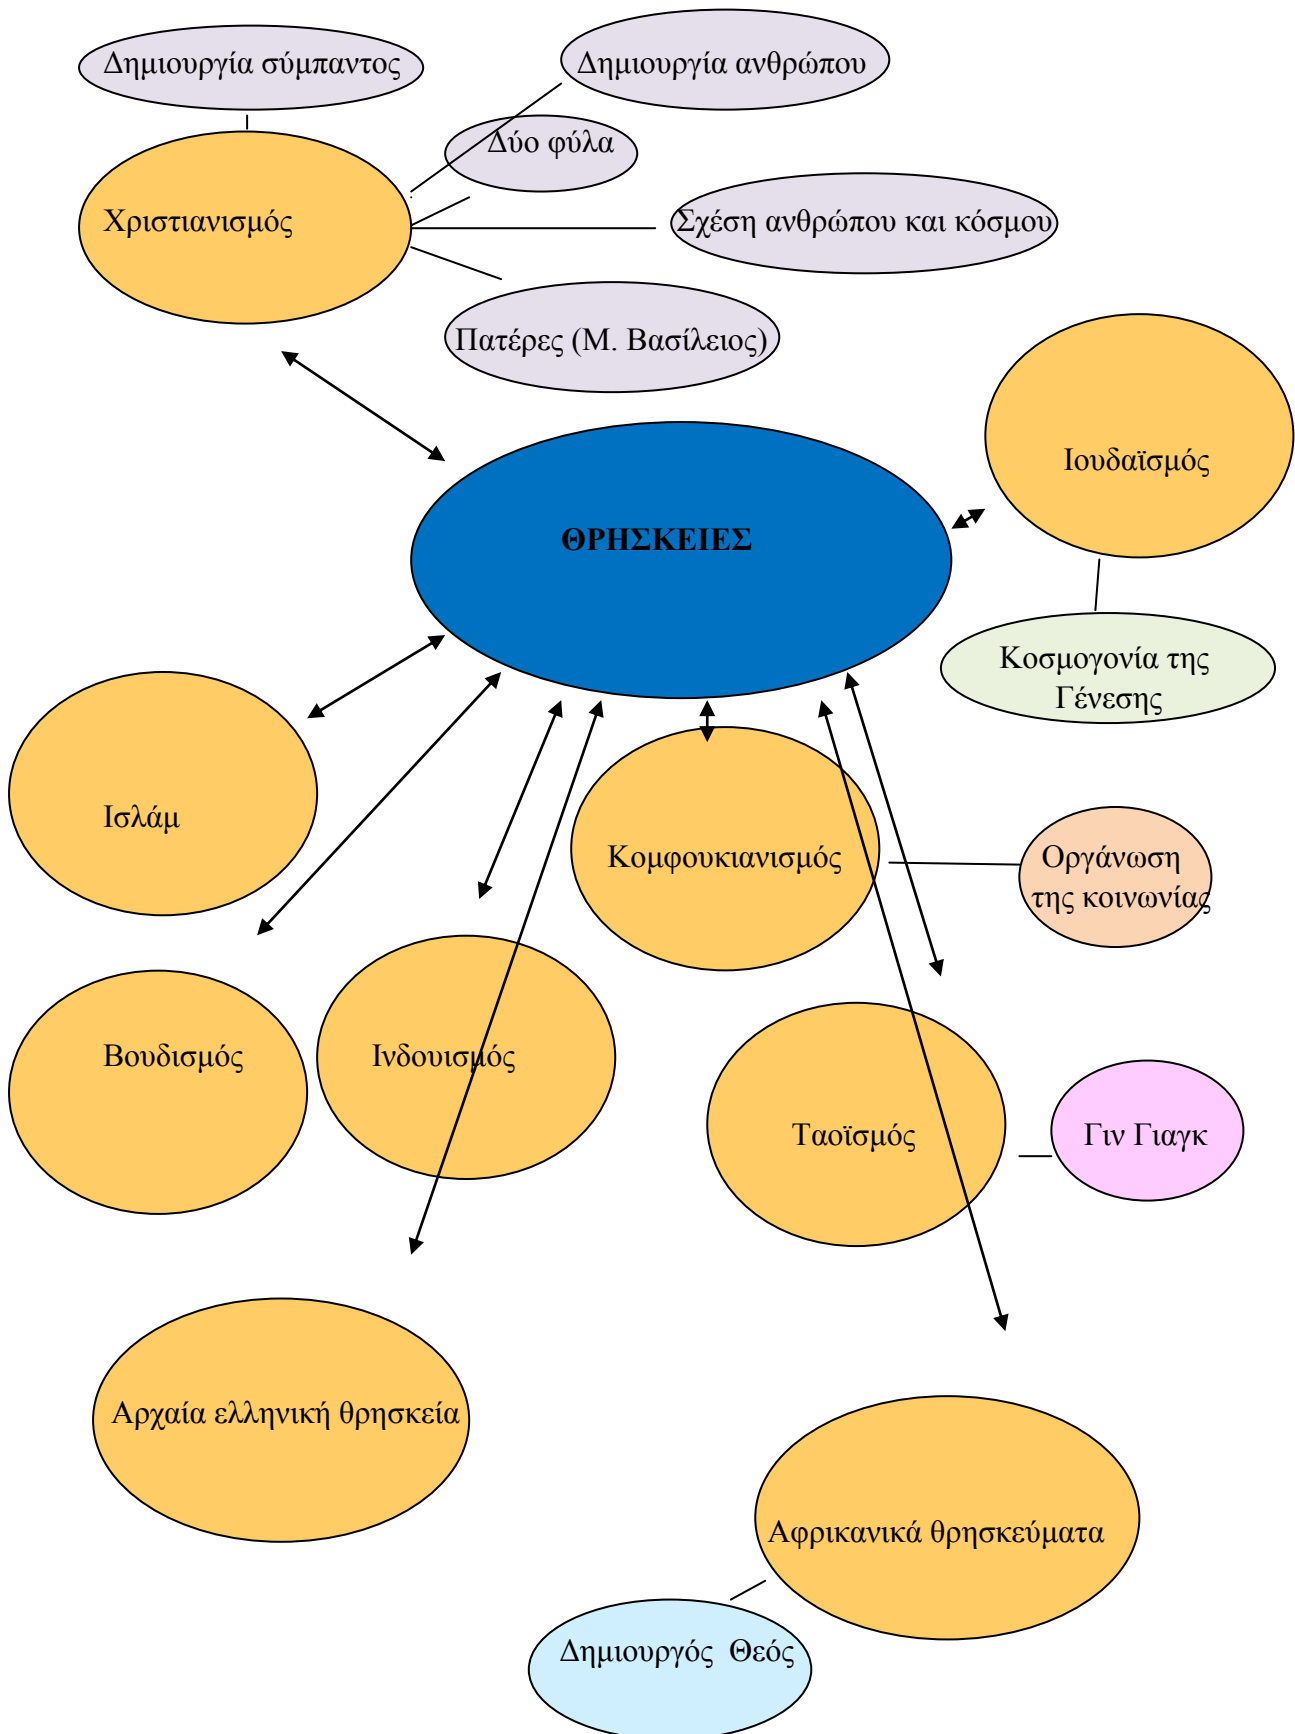 Δημιουργία σύμπαντος
Δημιουργία ανθρώπου
Δύο φύλα
Χριστιανισμός
Σχέση ανθρώπου και κόσμου
Πατέρες (Μ. Βασίλειος)
Ιουδαϊσμός
ΘΡΗΣΚΕΙΕΣ
Κοσμογονία της
Γένεσης
Ισλάμ
Κομφουκιανισμός
Οργάνωση
της κοινωνίας
Βουδισμός
Ινδουισμός
Ταοϊσμός
Γιν Γιαγκ
Αρχαία ελληνική θρησκεία
Αφρικανικά θρησκεύματα
Δημιουργός  Θεός